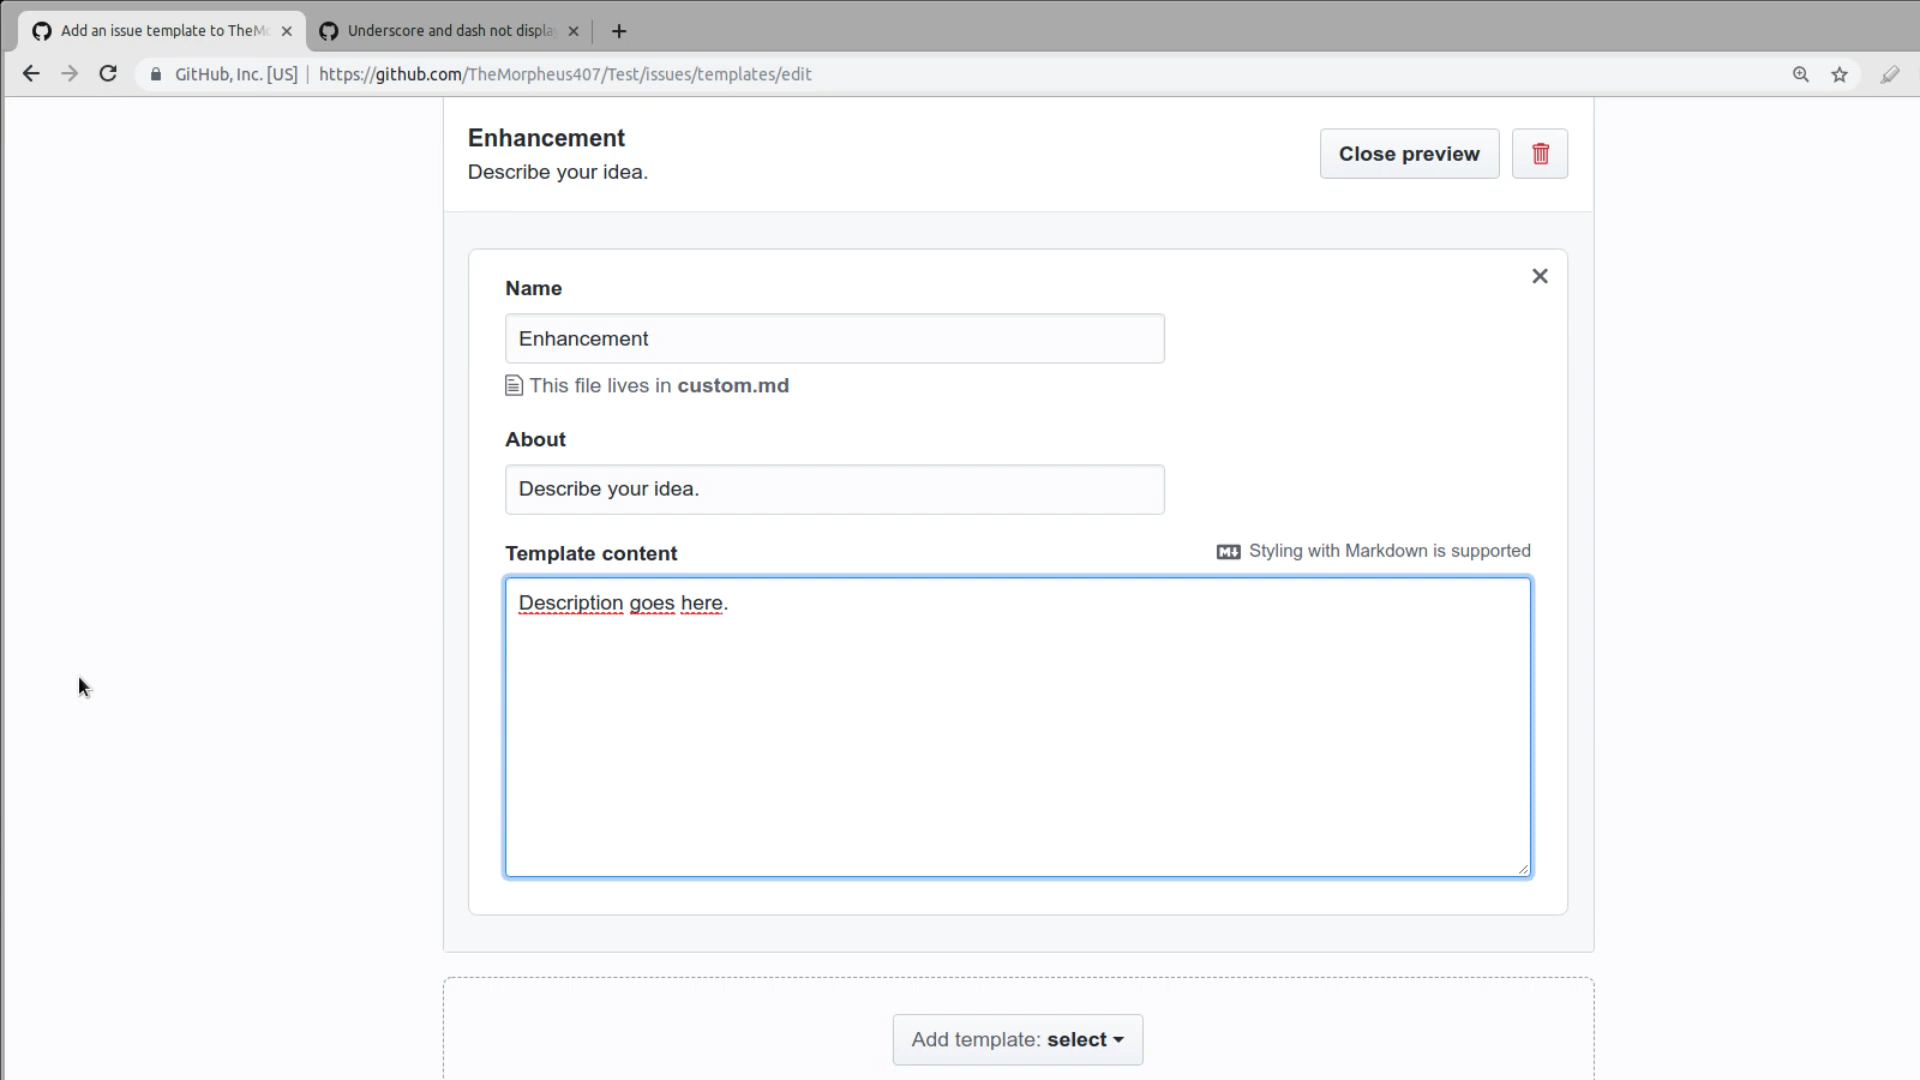 Add an issue template to TheMo
Underscore and dash not displa
GitHub, Inc. [US] | https://github.com/TheMorpheus407/Test/issues/templates/edit
Enhancement
Describe your idea.
Close preview
Name
Enhancement
This file lives in custom.md
About
Describe your idea.
Template content
Styling with Markdown is supported
Description goes here.
Add template: select